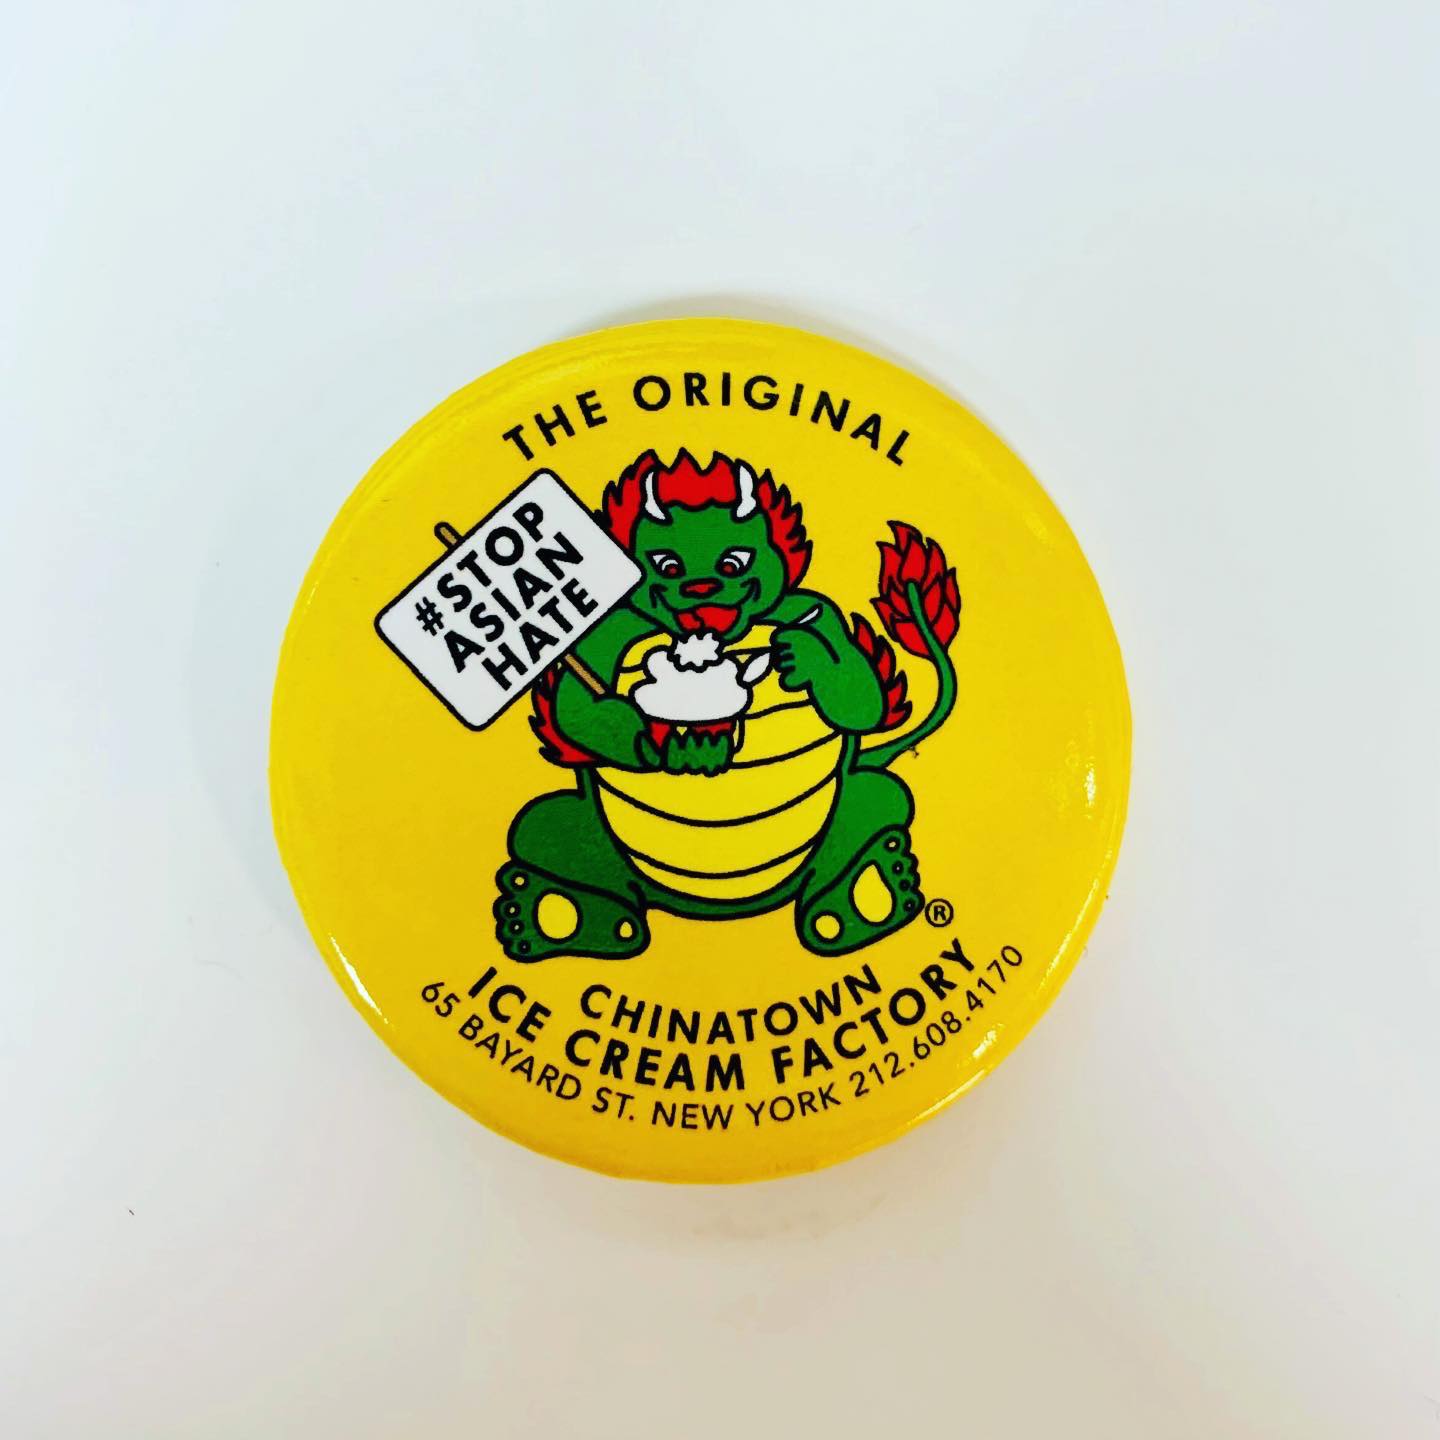 THE ORIGINAL
#STOP
ASIAN
HATE
®
CHINATOWN
ICE CREAM FACTORY
65 BAYARD ST. NEW YORK 212.608.4170